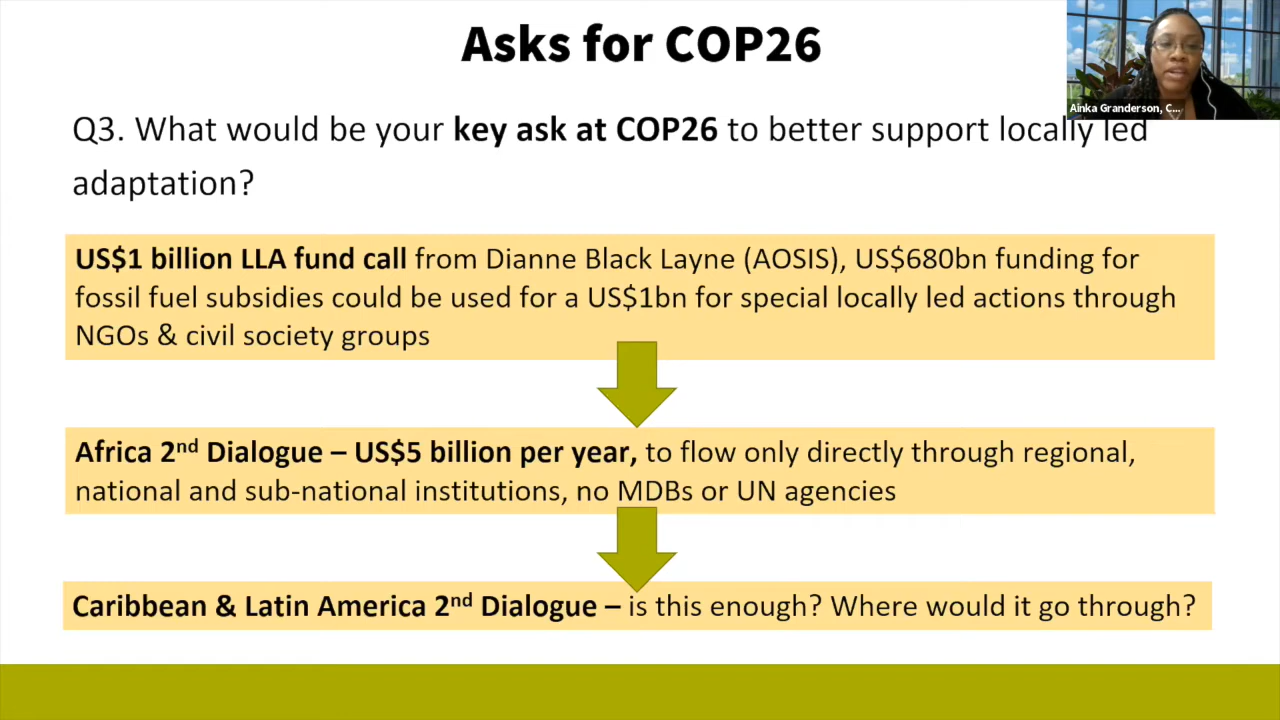 Asks for COP26
Ainka Granderson, C...
Q3. What would be your key ask at COP26 to better support locally led
adaptation?
US$1 billion LLA fund call from Dianne Black Layne (AOSIS), US$680bn funding for
fossil fuel subsidies could be used for a US$1bn for special locally led actions through
NGOs & civil society groups
Africa 2nd Dialogue – US$5 billion per year, to flow only directly through regional,
national and sub-national institutions, no MDBs or UN agencies
Caribbean & Latin America 2nd Dialogue – is this enough? Where would it go through?